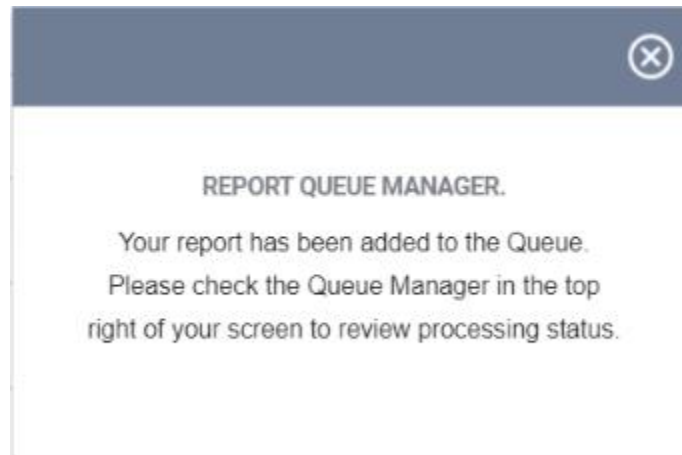 REPORT QUEUE MANAGER.
Your report has been added to the Queue.
Please check the Queue Manager in the top
right of your screen to review processing status.